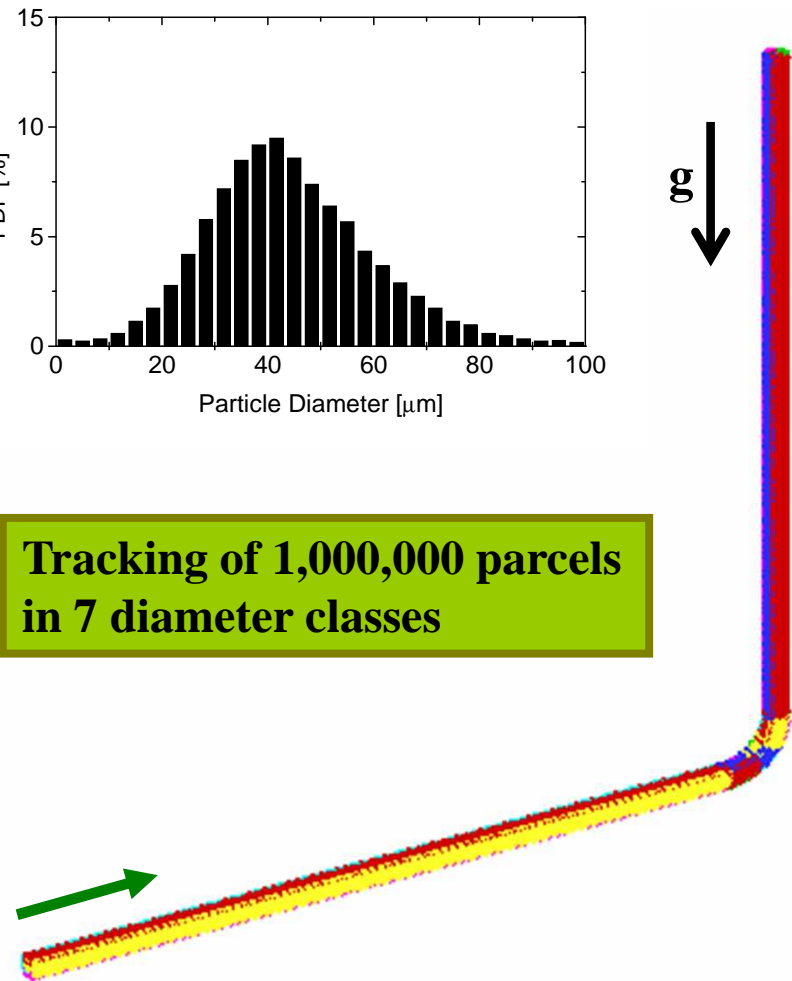 15
10
5
0
0 20 40 60 80 100
Particle Diameter [μm]
g
Tracking of 1,000,000 parcels
in 7 diameter classes